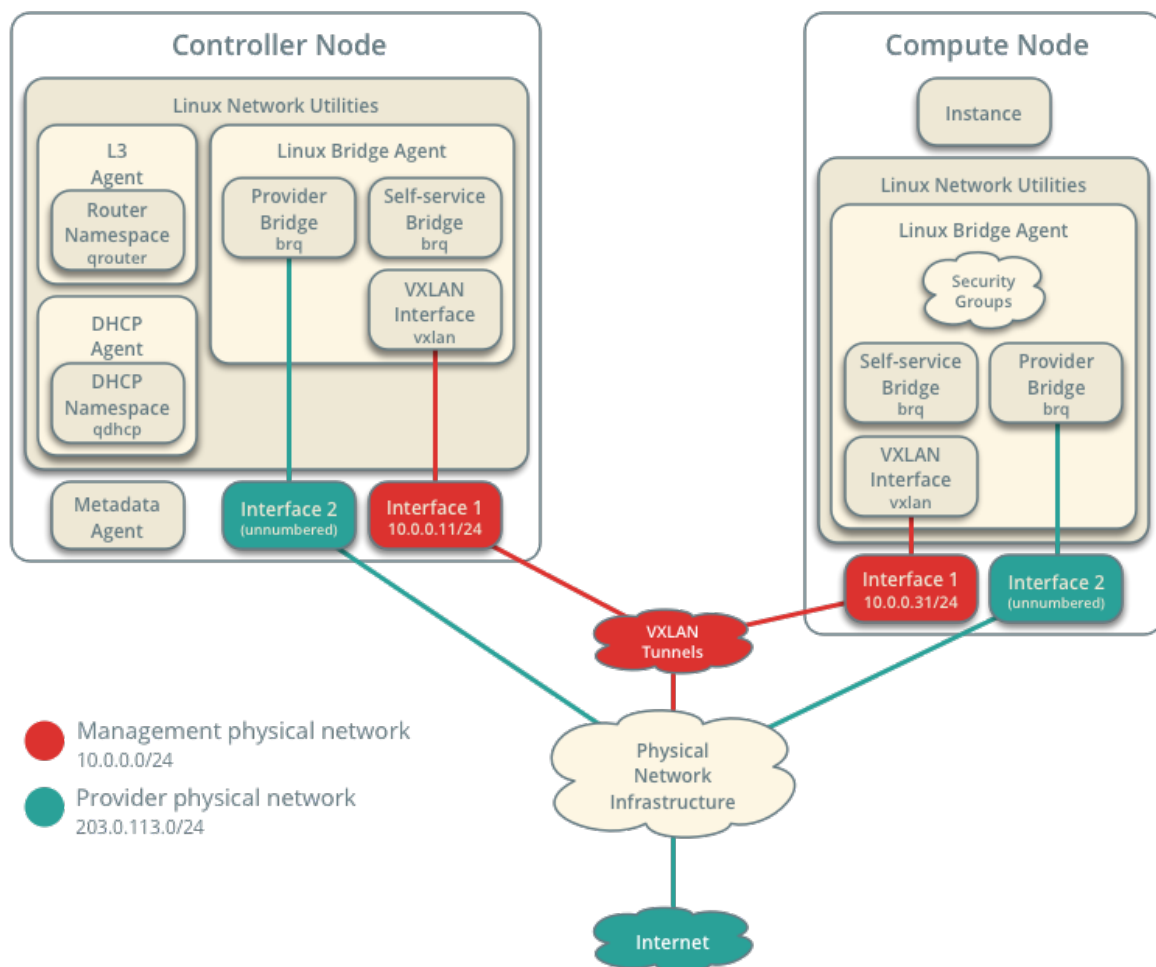 Controller Node
Linux Network Utilities
L3
Agent
Router
Namespace
qrouter
DHCP
Agent
DHCP
Namespace
qdhcp
Linux Bridge Agent
Provider
Bridge
brq
Self-service
Bridge
brq
VXLAN
Interface
vxlan
Metadata
Agent
Interface 2
(unnumbered)
Interface 1
10.0.0.11/24
Compute Node
Instance
Linux Network Utilities
Linux Bridge Agent
Security
Groups
Self-service
Bridge
brq
Provider
Bridge
brq
VXLAN
Interface
vxlan
Interface 1
10.0.0.31/24
Interface 2
(unnumbered)
VXLAN
Tunnels
Physical
Network
Infrastructure
Internet
Management physical network
10.0.0.0/24
Provider physical network
203.0.113.0/24